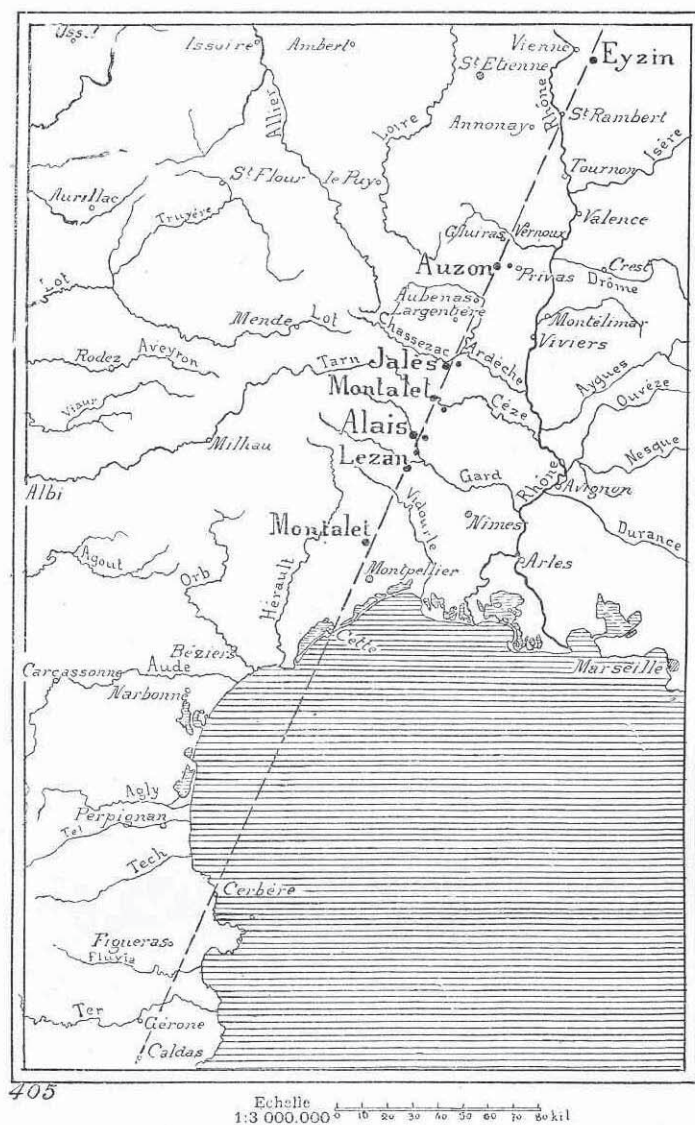 Iss.
Issoire
Ambert
Vienne
Eyzin
St Etienne
Allier
Loire
Rhône
St Rambert
Annonay
Isère
St Flour
le Puy
Tournon
Aurillac
Truyère
Valence
Gluiras
Vernoux
Auzon
Privas
Crest
Drôme
Lot
Aubenas
Largentière
Mende
Lot
Chassezac
Montélimar
Viviers
Rodez
Aveyron
Tarn
Jalès
Ardèche
Montalet
Aygues
Ouvèze
Viaur
Cèze
Alais
Milhau
Nesque
Lezan
Gard
Rhône
Albi
Avignon
Vidourle
Nimes
Durance
Montalet
Agout
Orb
Hérault
Arles
Montpellier
Cette
Béziers
Carcassonne
Aude
Marseille
Narbonne
Agly
Perpignan
Tet
Tech
Cerbére
Figueras
Fluvia
Ter
Gérone
Caldas
405
Echelle
1:3 000.000 0 10 20 30 40 50 60 70 80 kil